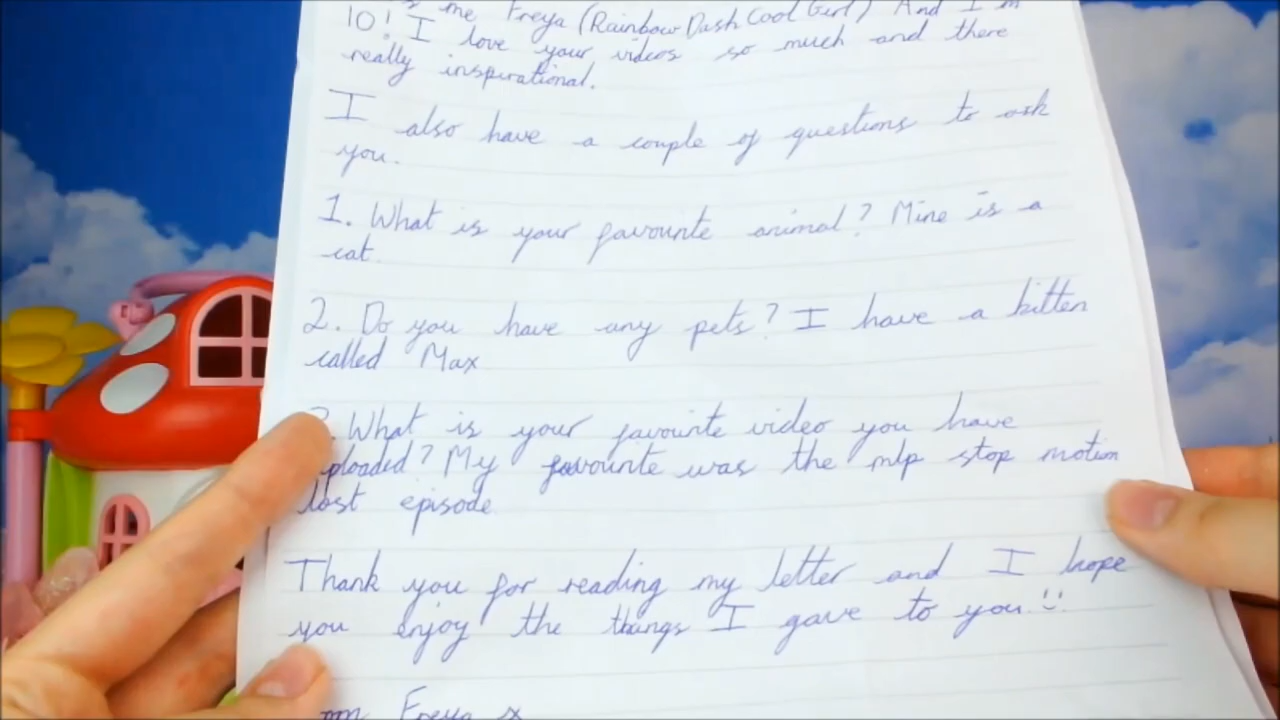 me Freya (Rainbow Dash Cool Girl) And I'm
10! I love your videos so much and there
really inspirational.
I also have a couple of questions to ask
you.
1. What is your favourite animal? Mine is a
cat.
2. Do you have any pets? I have a kitten
called Max
3. What is your favourite video you have
ploaded? My favourite was the mlp stop motion
last episode
Thank you for reading my letter and I hope
you enjoy the things I gave to you!!
Freya x